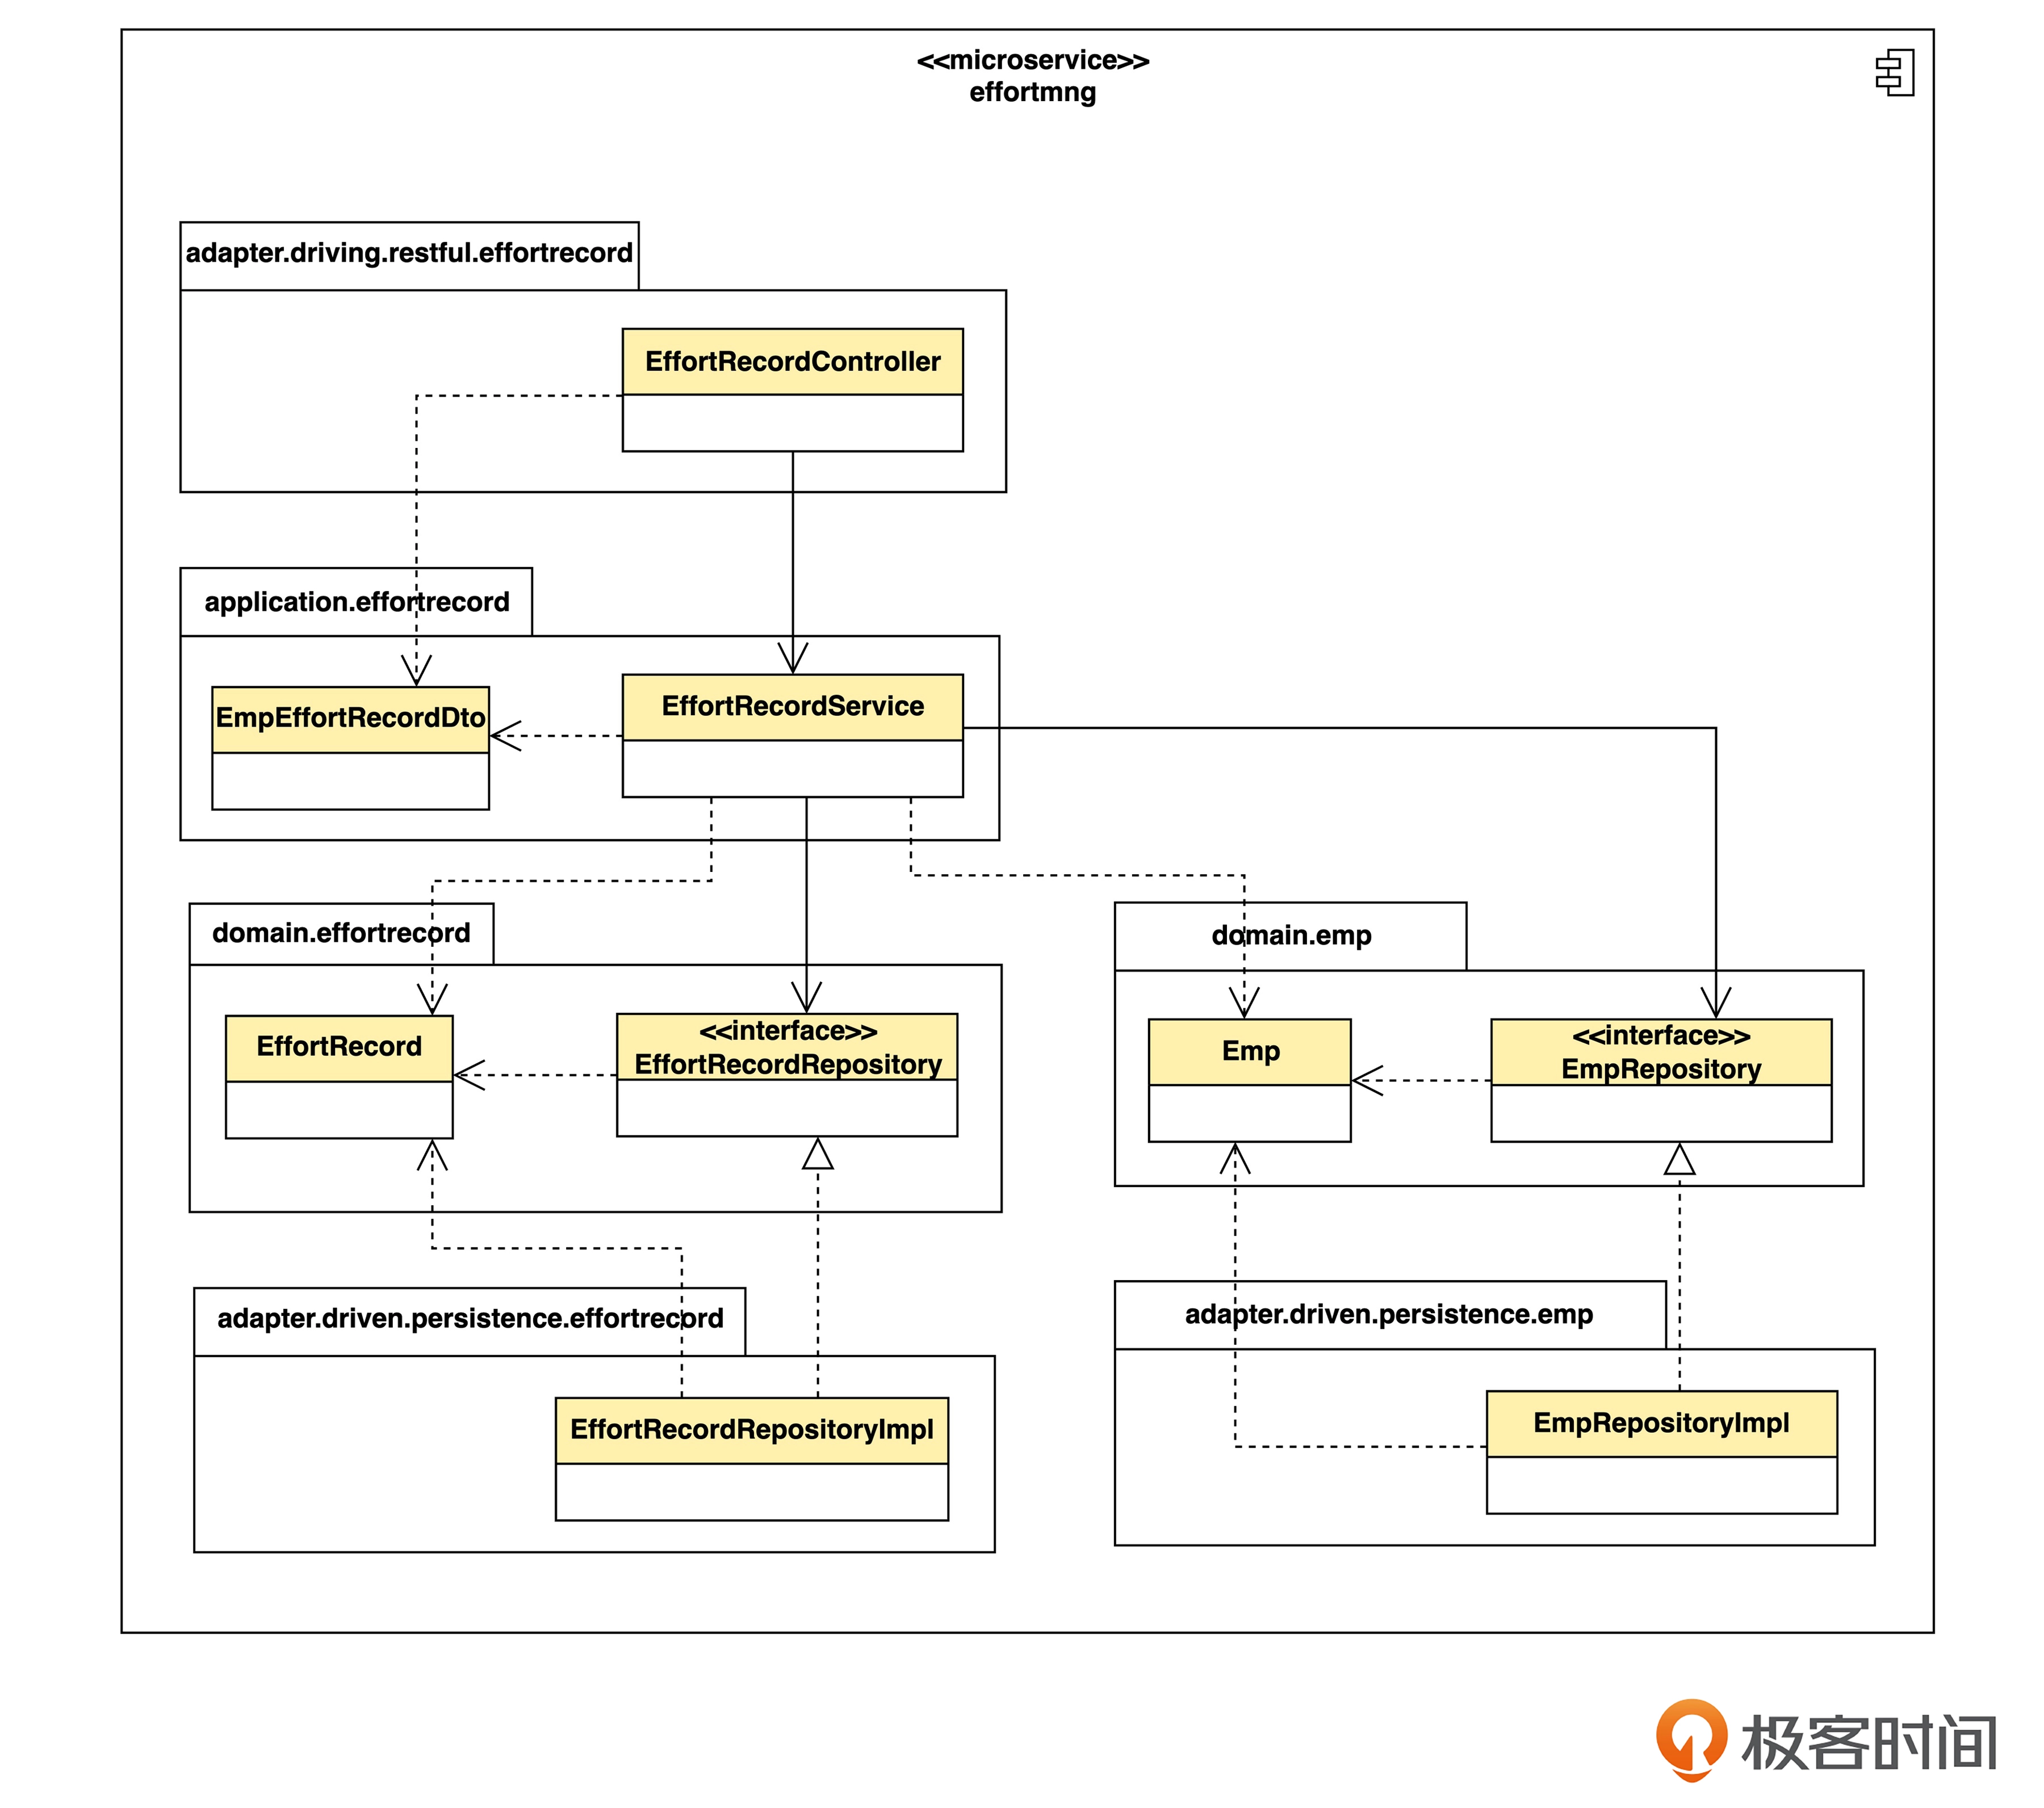 <<microservice>>
effortmng
adapter.driving.restful.effortrecord
EffortRecordController
application.effortrecord
EmpEffortRecordDto
EffortRecordService
domain.effortrecord
EffortRecord
<<interface>>
EffortRecordRepository
domain.emp
Emp
<<interface>>
EmpRepository
adapter.driven.persistence.effortrecord
EffortRecordRepositoryImpl
adapter.driven.persistence.emp
EmpRepositoryImpl
极客时间